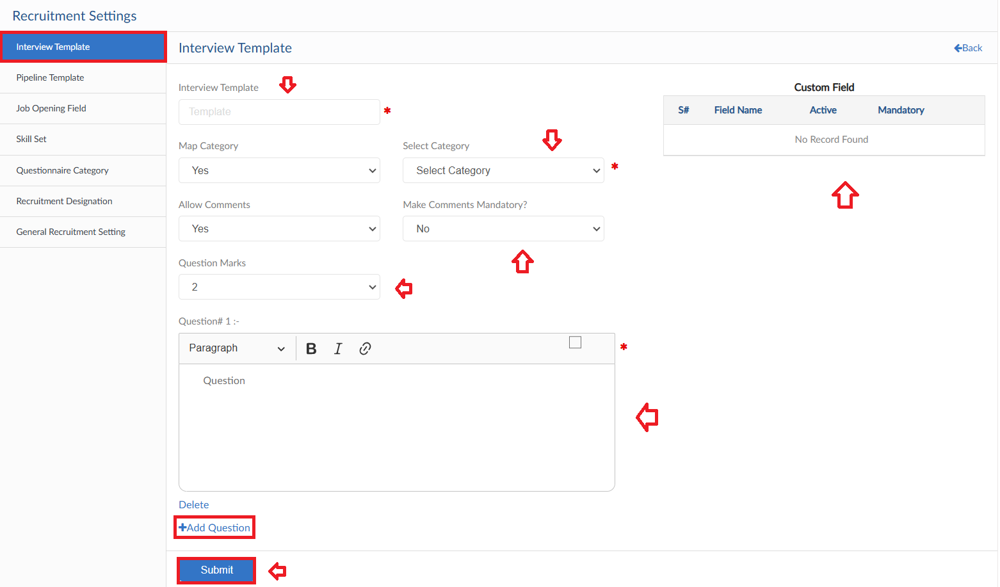 Recruitment Settings
Interview Template
Pipeline Template
Job Opening Field
Skill Set
Questionnaire Category
Recruitment Designation
General Recruitment Setting
Interview Template
Back
Interview Template
Template
*
Map Category
Select Category
Yes
Select Category
*
Allow Comments
Make Comments Mandatory?
Yes
No
Question Marks
2
Question# 1 :-
Paragraph
B I
*
Question
Delete
+Add Question
Submit
Custom Field
S# Field Name Active Mandatory
No Record Found